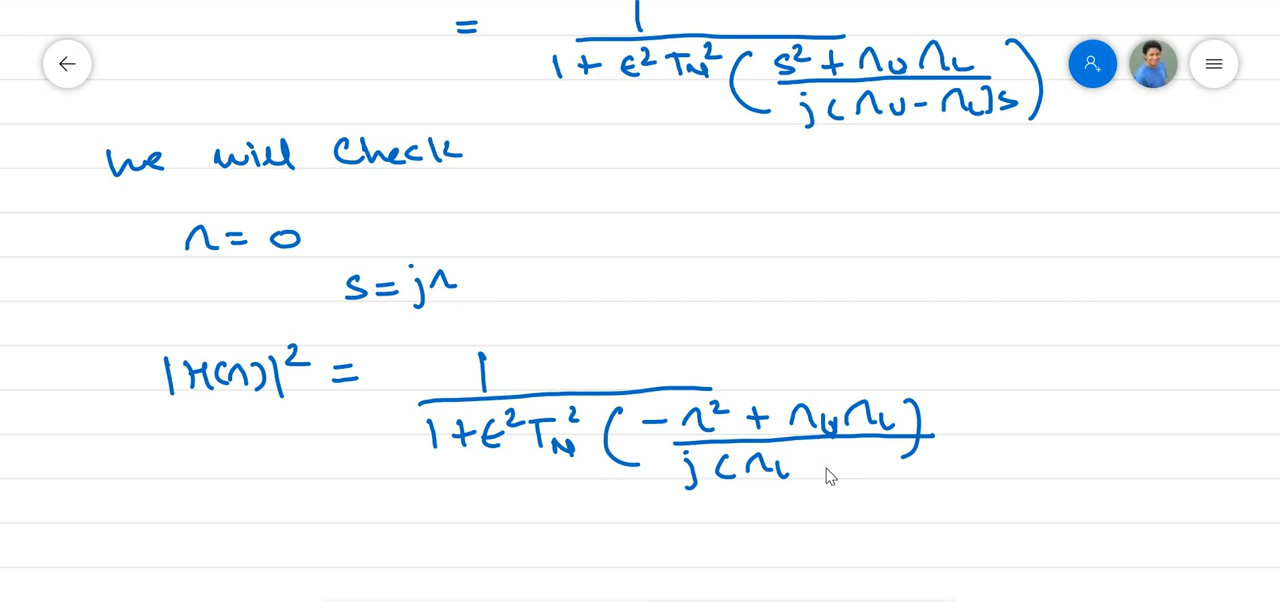 = 1 / (1 + ε² T_N² ((s² + Ω_U Ω_L) / (j(Ω_U - Ω_L)s)))
we will check
Ω = 0
s = jΩ
|H(Ω)|² = 1 / (1 + ε² T_N² ((-Ω² + Ω_U Ω_L) / (j(Ω_L